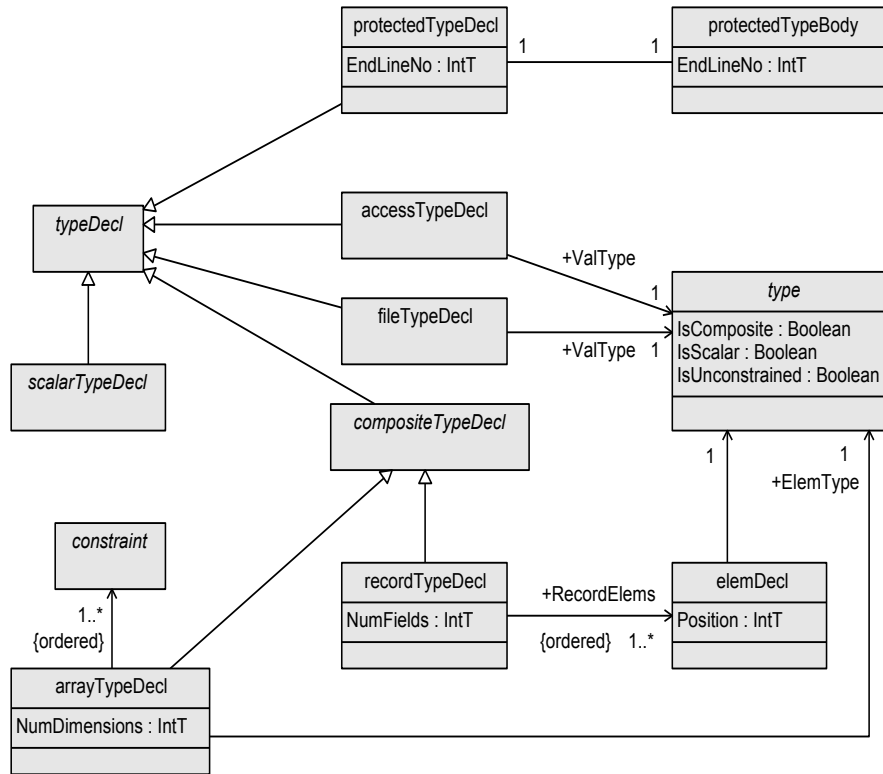 protectedTypeDecl
EndLineNo : IntT
1
1
protectedTypeBody
EndLineNo : IntT
typeDecl
accessTypeDecl
+ValType
1
type
IsComposite : Boolean
IsScalar : Boolean
IsUnconstrained : Boolean
fileTypeDecl
+ValType
1
scalarTypeDecl
compositeTypeDecl
1
1
+ElemType
constraint
1..*
{ordered}
recordTypeDecl
NumFields : IntT
+RecordElems
{ordered}
1..*
elemDecl
Position : IntT
arrayTypeDecl
NumDimensions : IntT